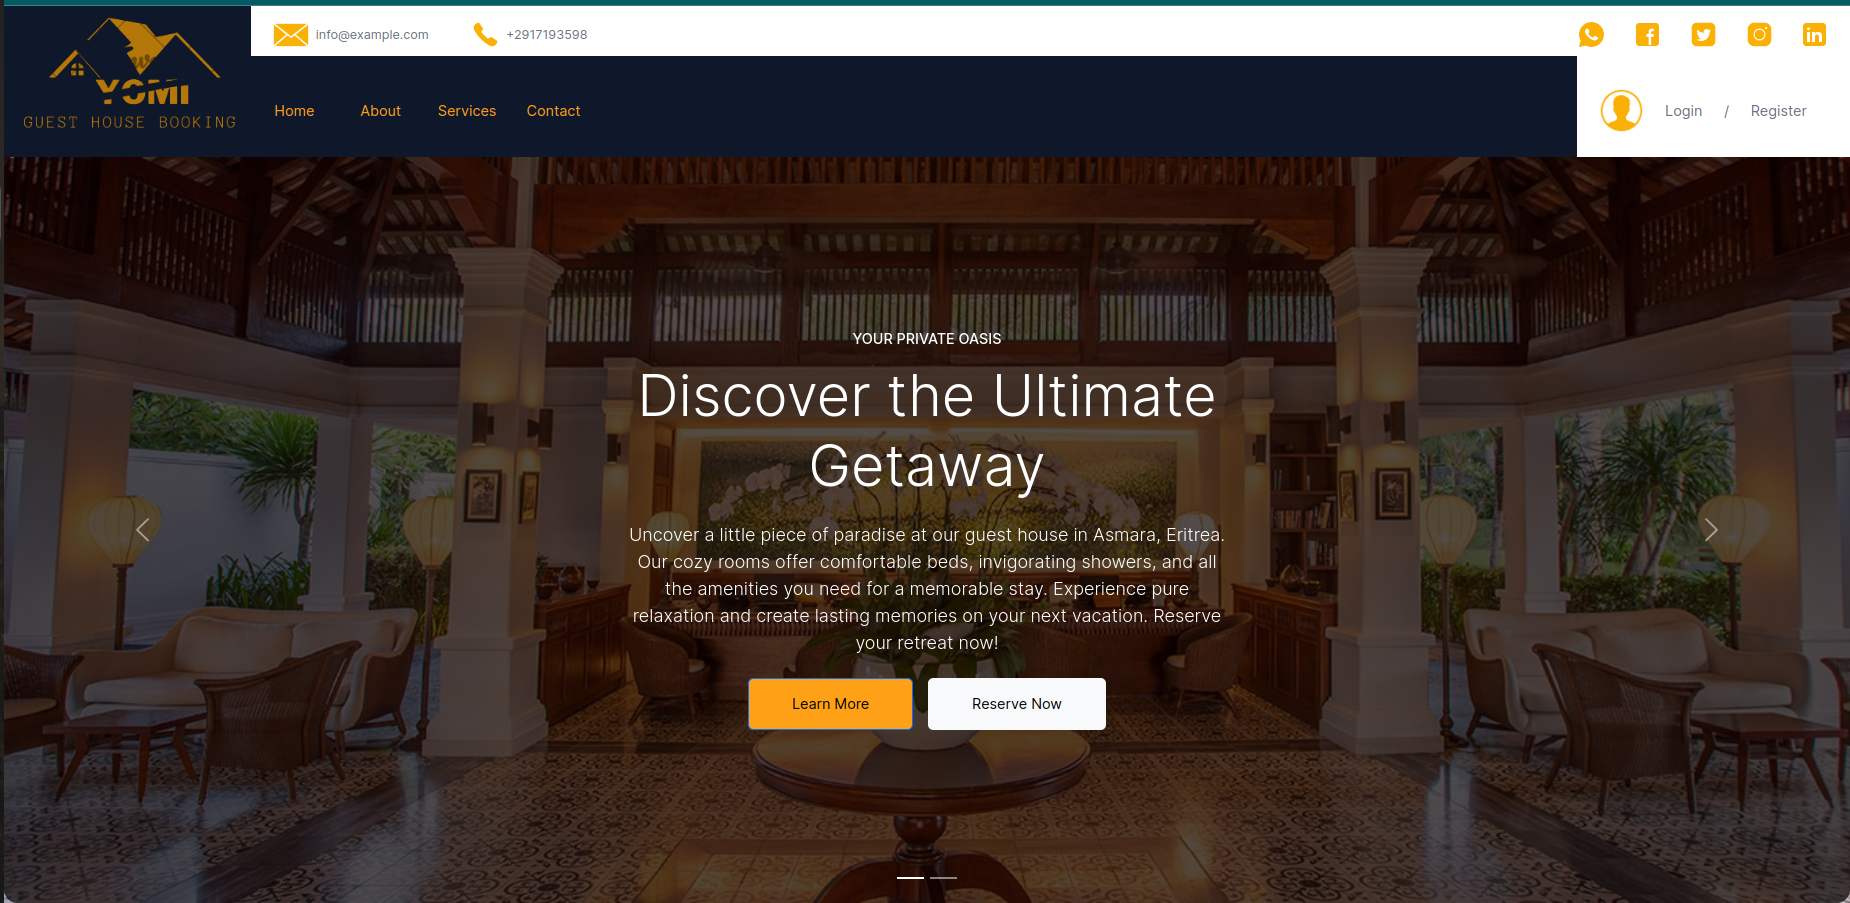 YOMI
GUEST HOUSE BOOKING
info@example.com
+2917193598
Home
About
Services
Contact
Login / Register
YOUR PRIVATE OASIS
Discover the Ultimate
Getaway
Uncover a little piece of paradise at our guest house in Asmara, Eritrea.
Our cozy rooms offer comfortable beds, invigorating showers, and all
the amenities you need for a memorable stay. Experience pure
relaxation and create lasting memories on your next vacation. Reserve
your retreat now!
Learn More
Reserve Now